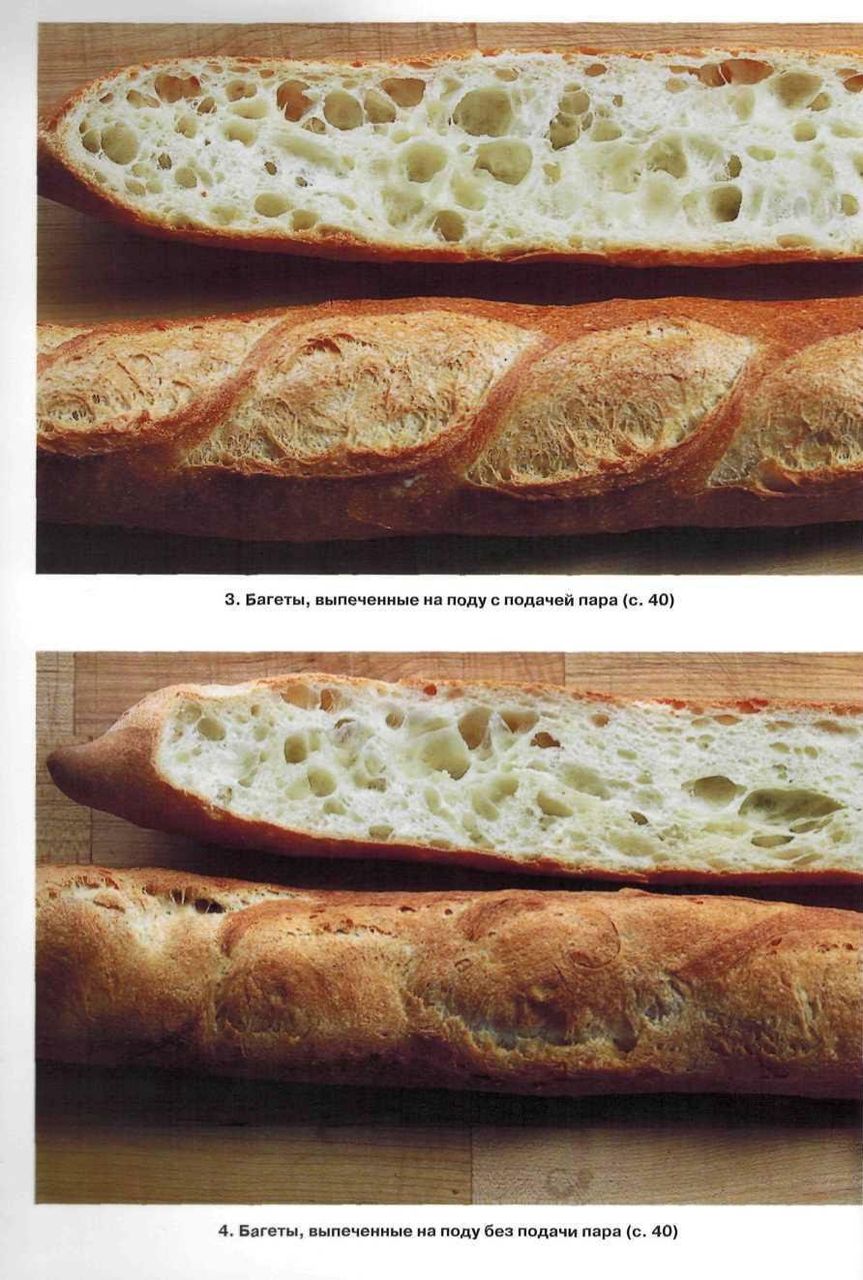 3. Багеты, выпеченные на поду с подачей пара (с. 40)
4. Багеты, выпеченные на поду без подачи пара (с. 40)